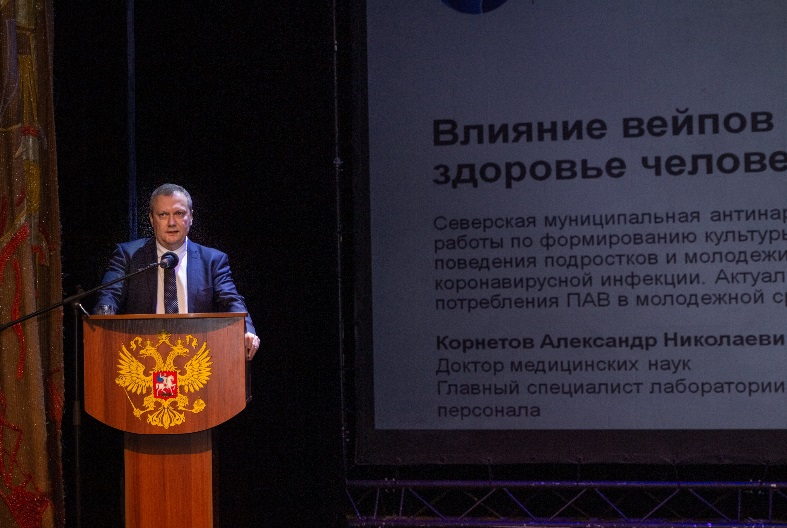 Влияние вейпов
здоровье челове
Северская муниципальная антинар
работы по формированию культуры
поведения подростков и молодежи
коронавирусной инфекции. Актуал
потребления ПАВ в молодежной с
Корнетов Александр Николаеви
Доктор медицинских наук
Главный специалист лаборатории
персонала